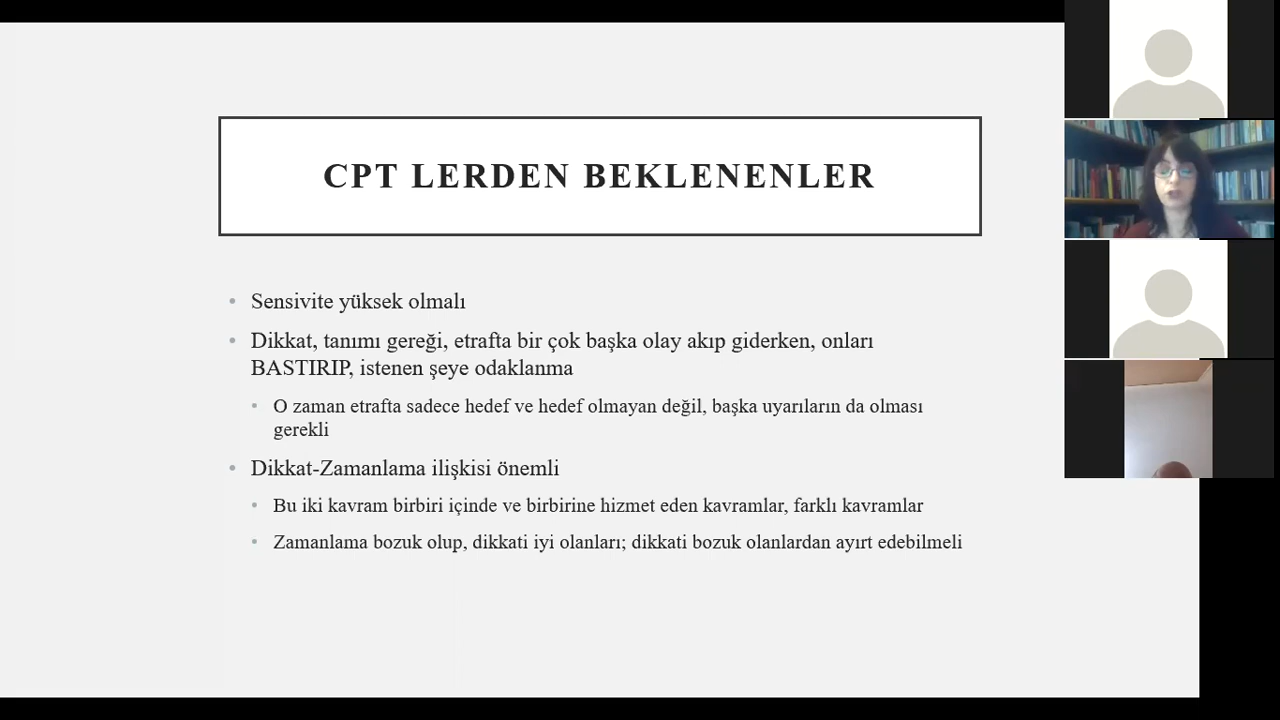 CPT LERDEN BEKLENENLER
• Sensivite yüksek olmalı
• Dikkat, tanımı gereği, etrafta bir çok başka olay akıp giderken, onları
BASTIRIP, istenen şeye odaklanma
• O zaman etrafta sadece hedef ve hedef olmayan değil, başka uyarıların da olması
gerekli
• Dikkat-Zamanlama ilişkisi önemli
• Bu iki kavram birbiri içinde ve birbirine hizmet eden kavramlar, farklı kavramlar
• Zamanlama bozuk olup, dikkati iyi olanları; dikkati bozuk olanlardan ayırt edebilmeli